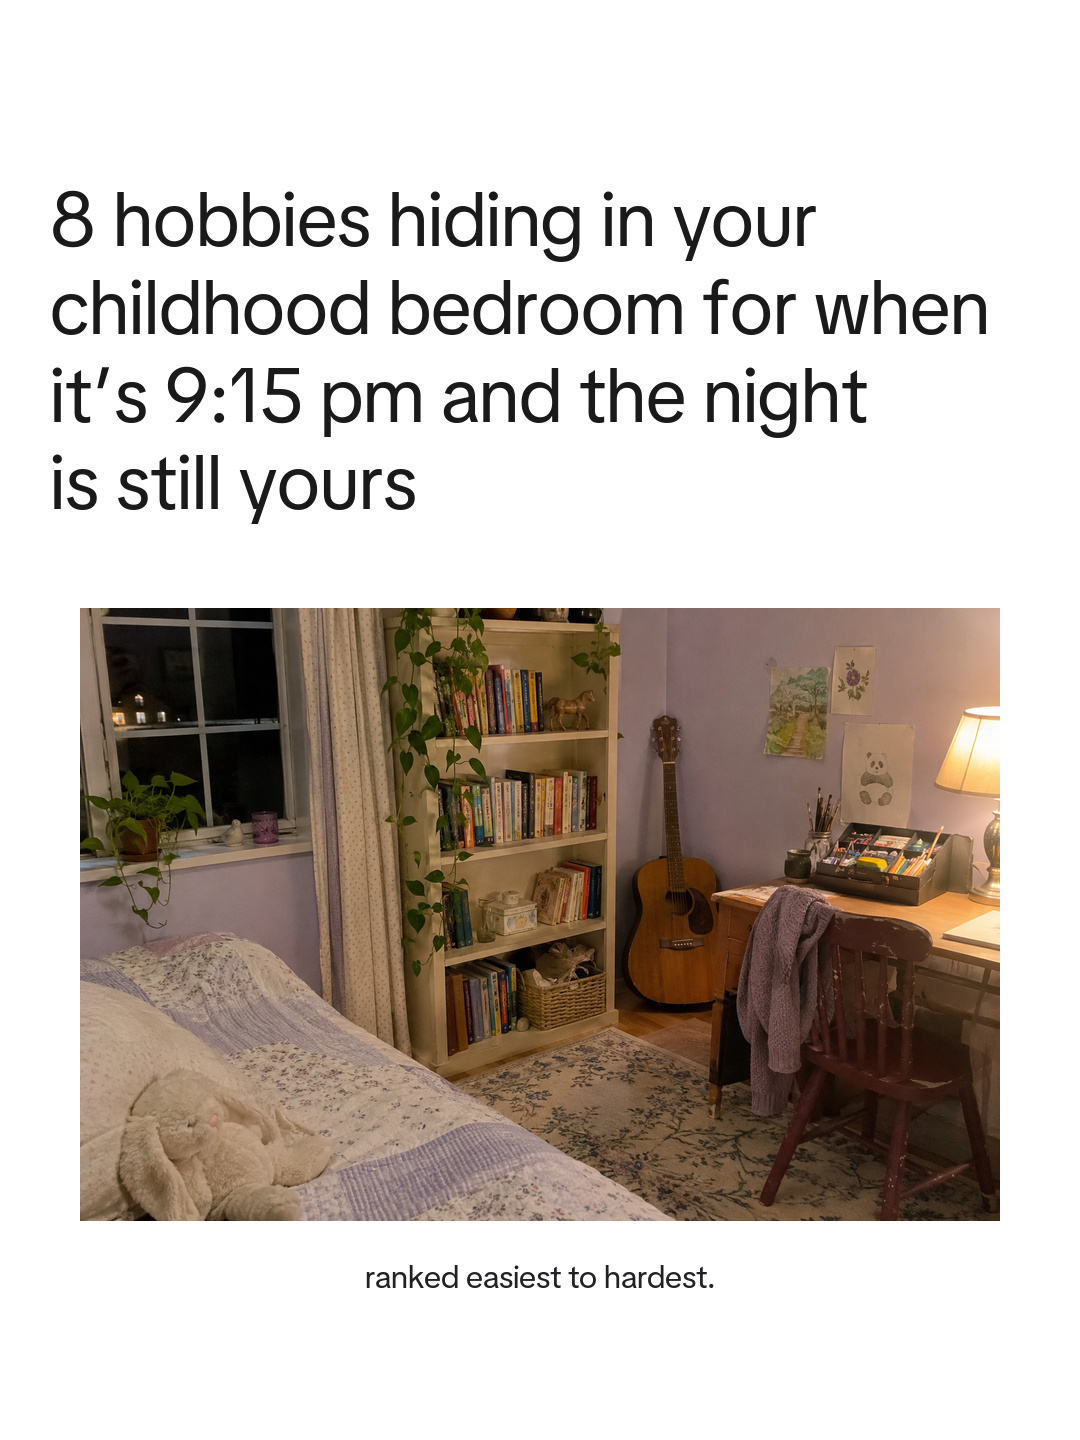 8 hobbies hiding in your
childhood bedroom for when
it’s 9:15 pm and the night
is still yours
ranked easiest to hardest.